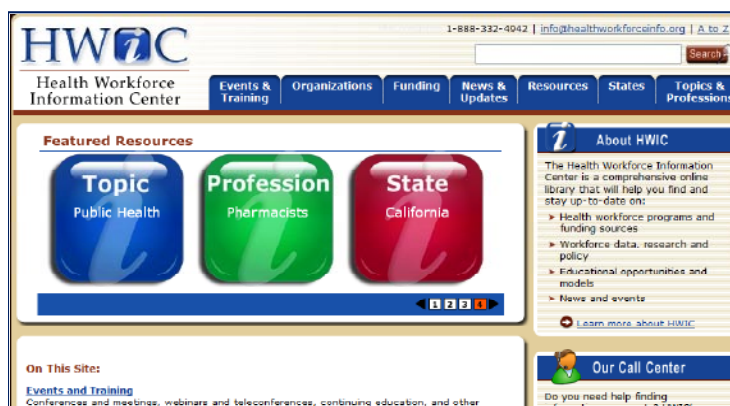 1-888-332-4942 | info@healthworkforceinfo.org | A to Z
HWiC
Search
Health Workforce
Information Center
Events &
Training
Organizations
Funding
News &
Updates
Resources
States
Topics &
Profession
Featured Resources
Topic
Public Health
Profession
Pharmacists
State
California
1 2 3 4
i About HWIC
The Health Workforce Information
Center is a comprehensive online
library that will help you find and
stay up-to-date on:
Health workforce programs and
funding sources
Workforce data, research and
policy
Educational opportunities and
models
News and events
Learn more about HWIC
On This Site:
Events and Training
Conferences and meetings, webinars and teleconferences, continuing education, and other
Our Call Center
Do you need help finding